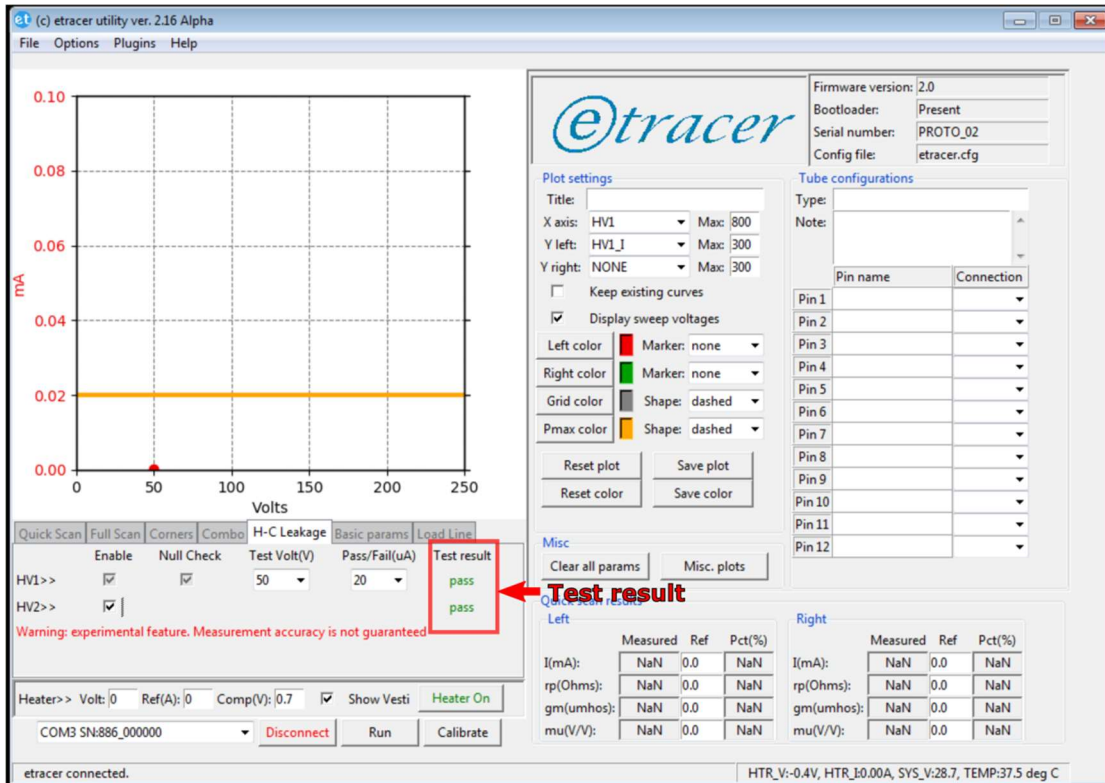 (c) etracer utility ver. 2.16 Alpha
File Options Plugins Help
0.10
0.08
0.06
0.04
0.02
0.00
mA
0 50 100 150 200 250
Volts
Quick Scan Full Scan Corners Combo H-C Leakage Basic params Load Line
Enable Null Check Test Volt(V) Pass/Fail(uA) Test result
HV1>> 50 20 pass
HV2>> pass
Warning: experimental feature. Measurement accuracy is not guaranteed
Test result
Heater>> Volt: 0 Ref(A): 0 Comp(V): 0.7 Show Vesti Heater On
COM3 SN:886_000000 Disconnect Run Calibrate
etracer connected.
etracer
Firmware version: 2.0
Bootloader: Present
Serial number: PROTO_02
Config file: etracer.cfg
Plot settings
Title:
X axis: HV1 Max: 800
Y left: HV1_I Max: 300
Y right: NONE Max: 300
Keep existing curves
Display sweep voltages
Left color Marker: none
Right color Marker: none
Grid color Shape: dashed
Pmax color Shape: dashed
Reset plot Save plot
Reset color Save color
Misc
Clear all params Misc. plots
Tube configurations
Type:
Note:
Pin name Connection
Pin 1
Pin 2
Pin 3
Pin 4
Pin 5
Pin 6
Pin 7
Pin 8
Pin 9
Pin 10
Pin 11
Pin 12
Quick scan results
Left
Measured Ref Pct(%)
I(mA): NaN 0.0 NaN
rp(Ohms): NaN 0.0 NaN
gm(umhos): NaN 0.0 NaN
mu(V/V): NaN 0.0 NaN
Right
Measured Ref Pct(%)
I(mA): NaN 0.0 NaN
rp(Ohms): NaN 0.0 NaN
gm(umhos): NaN 0.0 NaN
mu(V/V): NaN 0.0 NaN
HTR_V:-0.4V, HTR_I:0.00A, SYS_V:28.7, TEMP:37.5 deg C